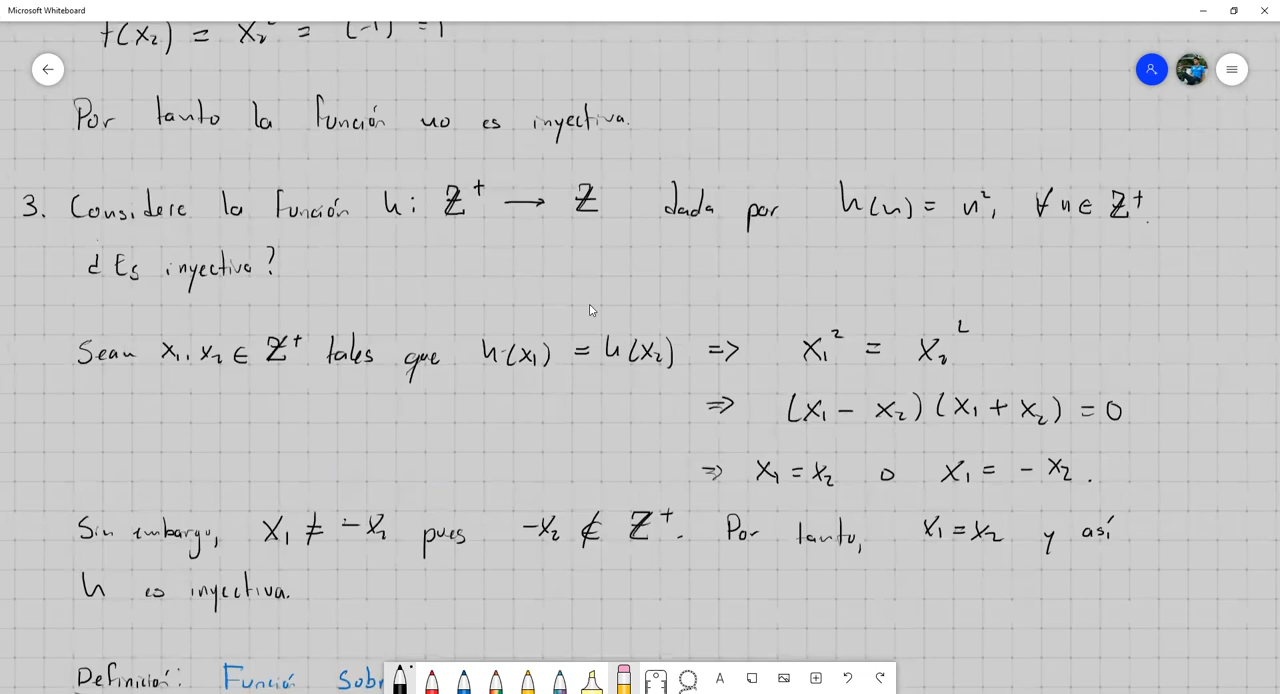 Microsoft Whiteboard
f(x₂) = x₂² = (-1)² = 1
Por tanto la función no es inyectiva.
3. Considere la función h: ℤ⁺ → ℤ dada por h(n) = n², ∀ n ∈ ℤ⁺.
¿Es inyectiva?
Sean x₁, x₂ ∈ ℤ⁺ tales que h(x₁) = h(x₂) => x₁² = x₂²
=> (x₁ - x₂)(x₁ + x₂) = 0
=> x₁ = x₂ o x₁ = - x₂.
Sin embargo, x₁ ≠ -x₂ pues -x₂ ∉ ℤ⁺. Por tanto, x₁ = x₂ y así
h es inyectiva.
Definición: Función